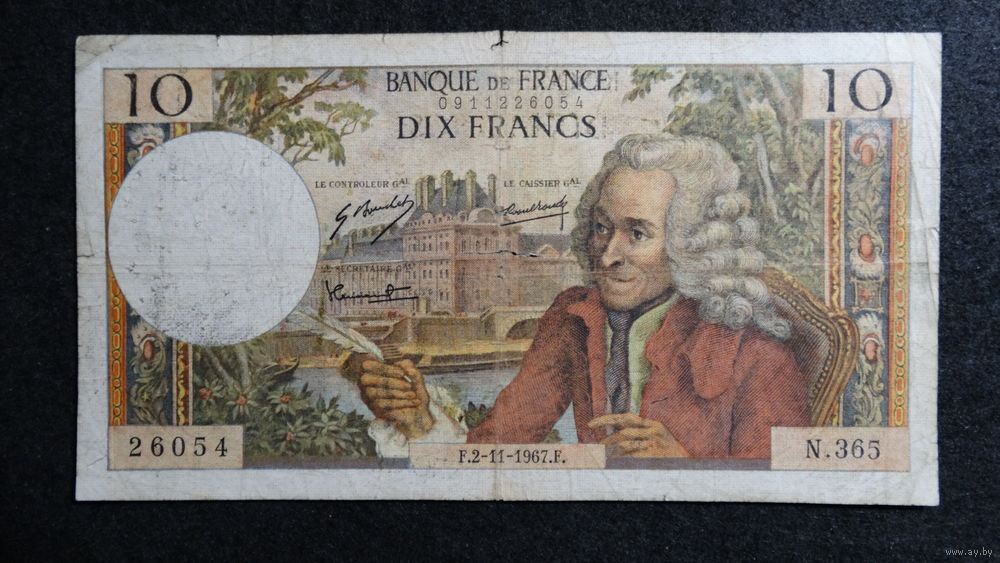 10 BANQUE DE FRANCE 10
0911226054
DIX FRANCS
LE CONTROLEUR GAL LE CAISSIER GAL
LE SECRETAIRE GAL
26054 F.2-11-1967.F. N.365
www.ay.by